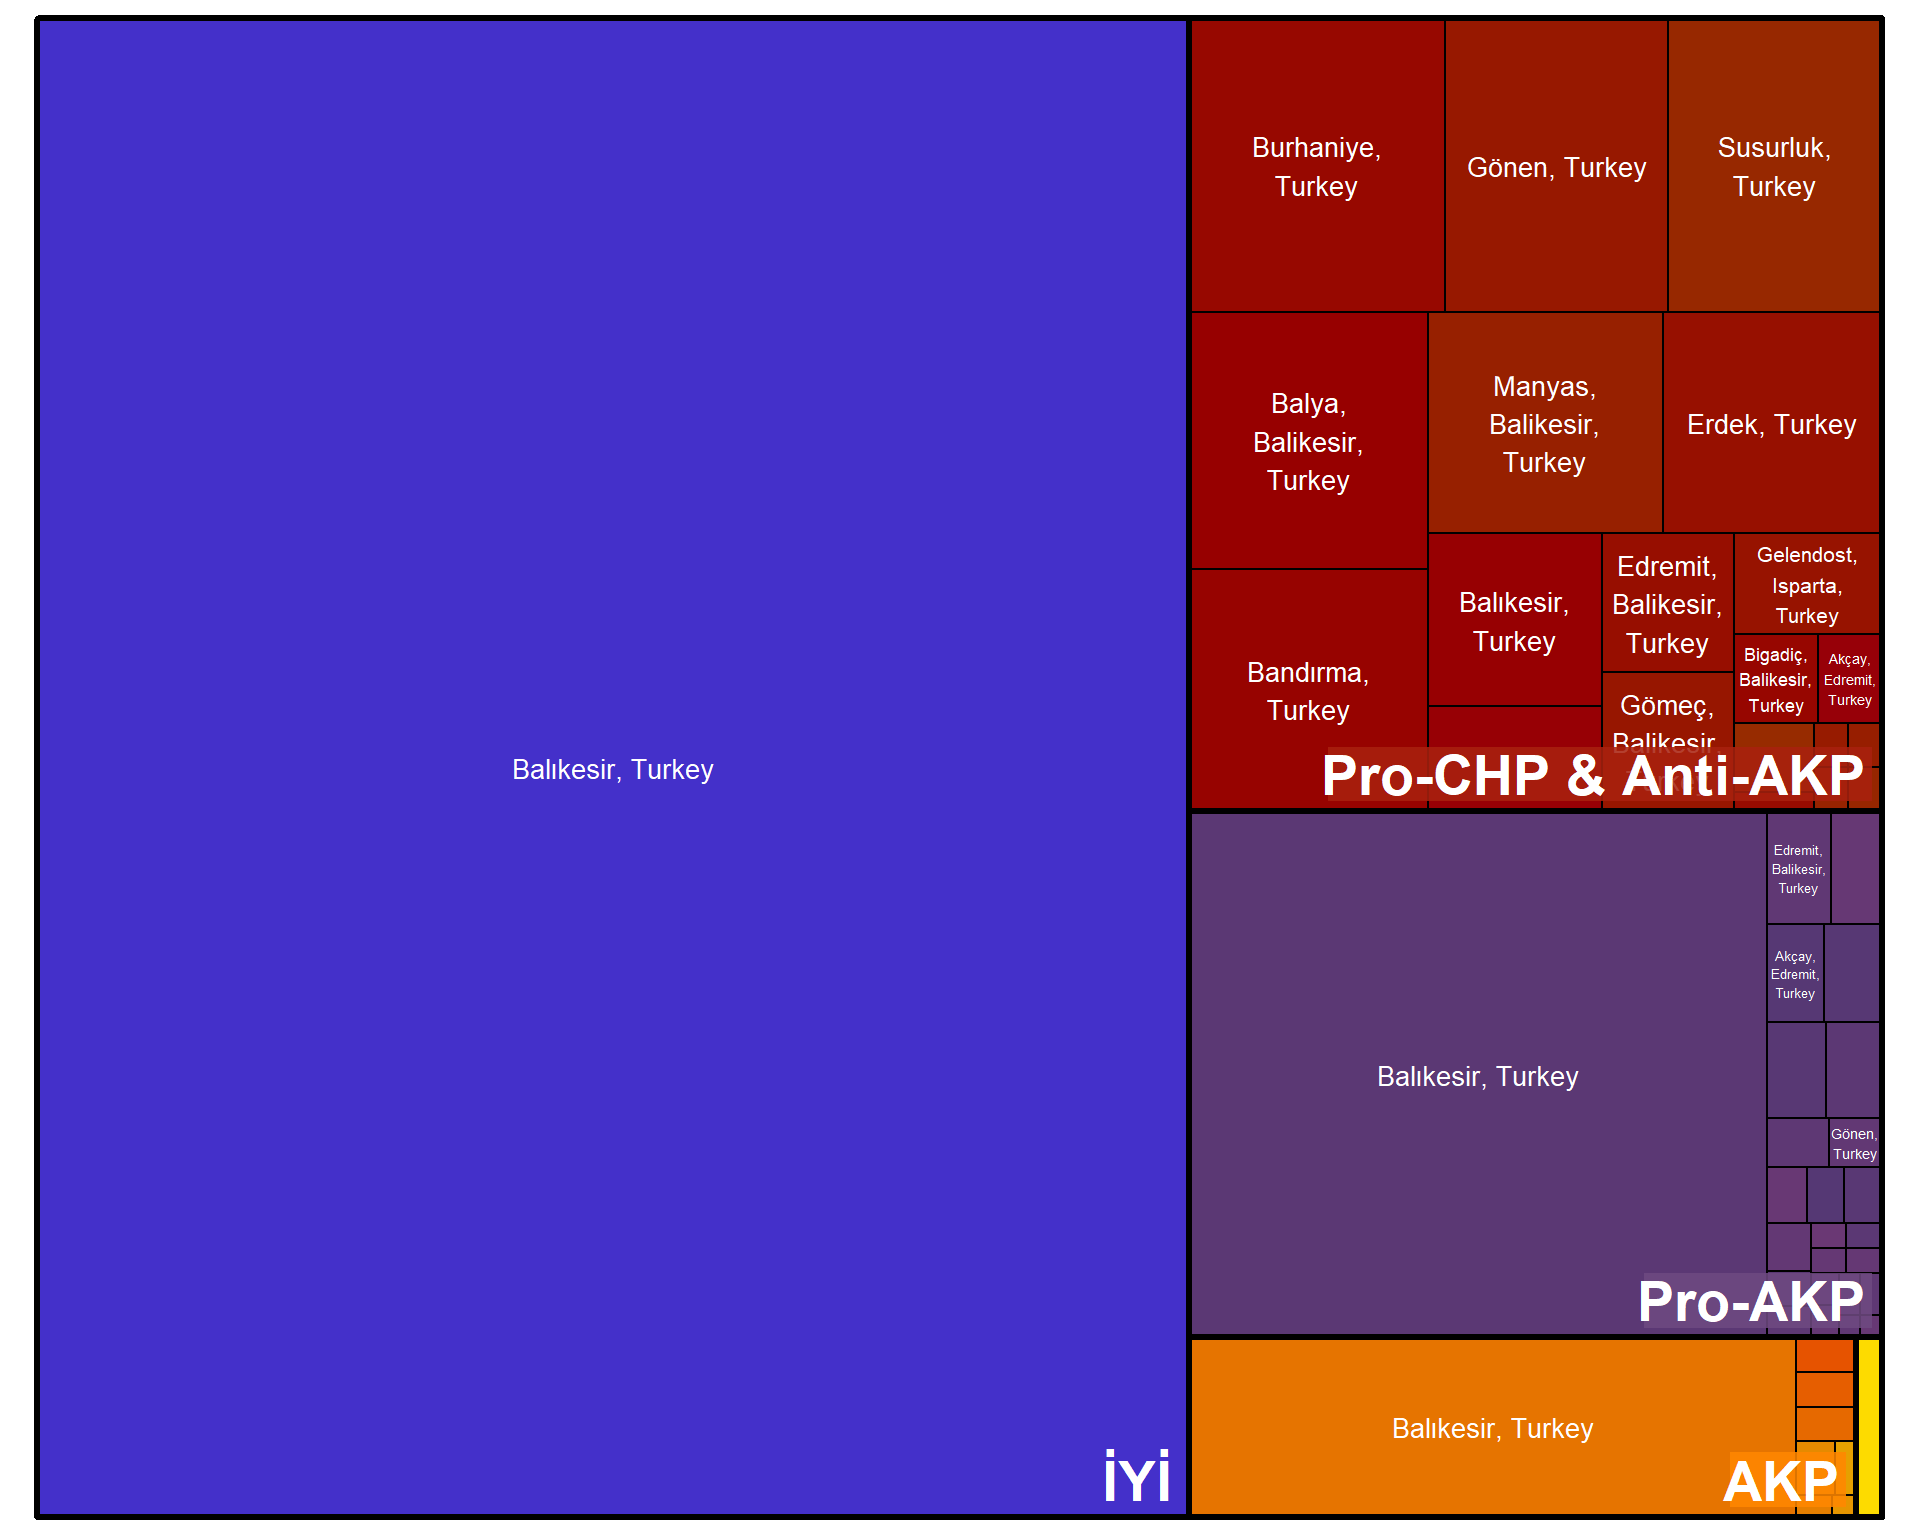 Balıkesir, Turkey
İYİ
Burhaniye,
Turkey
Gönen, Turkey
Susurluk,
Turkey
Balya,
Balikesir,
Turkey
Manyas,
Balikesir,
Turkey
Erdek, Turkey
Bandırma,
Turkey
Balıkesir,
Turkey
Edremit,
Balikesir,
Turkey
Gelendost,
Isparta,
Turkey
Bigadiç,
Balikesir,
Turkey
Akçay,
Edremit,
Turkey
Gömeç,
Balikesir,
Turkey
Pro-CHP & Anti-AKP
Balıkesir, Turkey
Edremit,
Balikesir,
Turkey
Akçay,
Edremit,
Turkey
Gönen,
Turkey
Pro-AKP
Balıkesir, Turkey
AKP